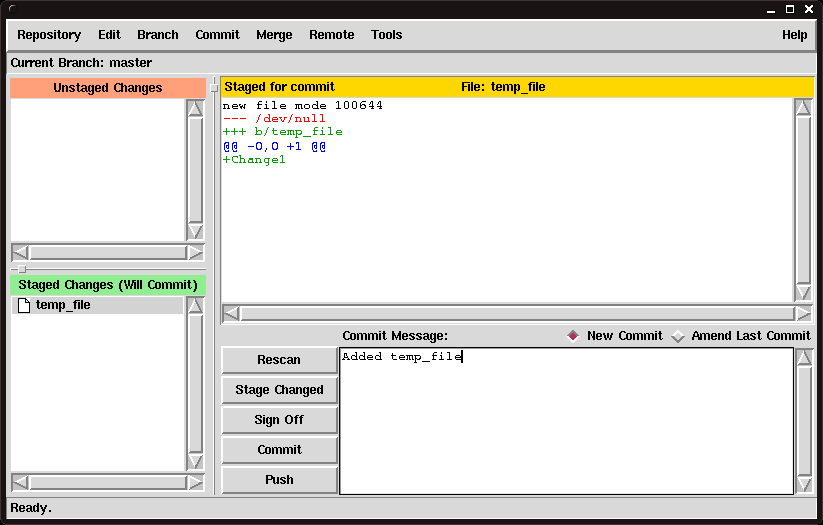 Repository Edit Branch Commit Merge Remote Tools Help
Current Branch: master
Unstaged Changes
Staged Changes (Will Commit)
temp_file
Staged for commit File: temp_file
new file mode 100644
--- /dev/null
+++ b/temp_file
@@ -0,0 +1 @@
+Change1
Commit Message: New Commit Amend Last Commit
Rescan
Stage Changed
Sign Off
Commit
Push
Added temp_file
Ready.